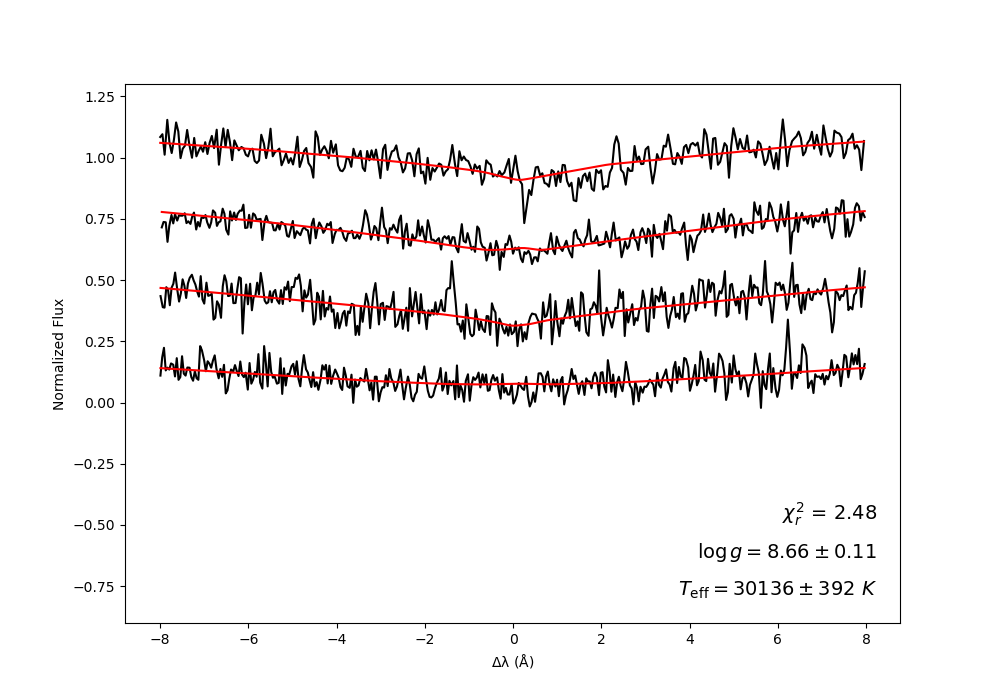 1.25
1.00
0.75
0.50
0.25
0.00
−0.25
−0.50
−0.75
Normalized Flux
χ²ᵣ = 2.48
log g = 8.66 ± 0.11
T_eff = 30136 ± 392 K
−8 −6 −4 −2 0 2 4 6 8
Δλ (Å)